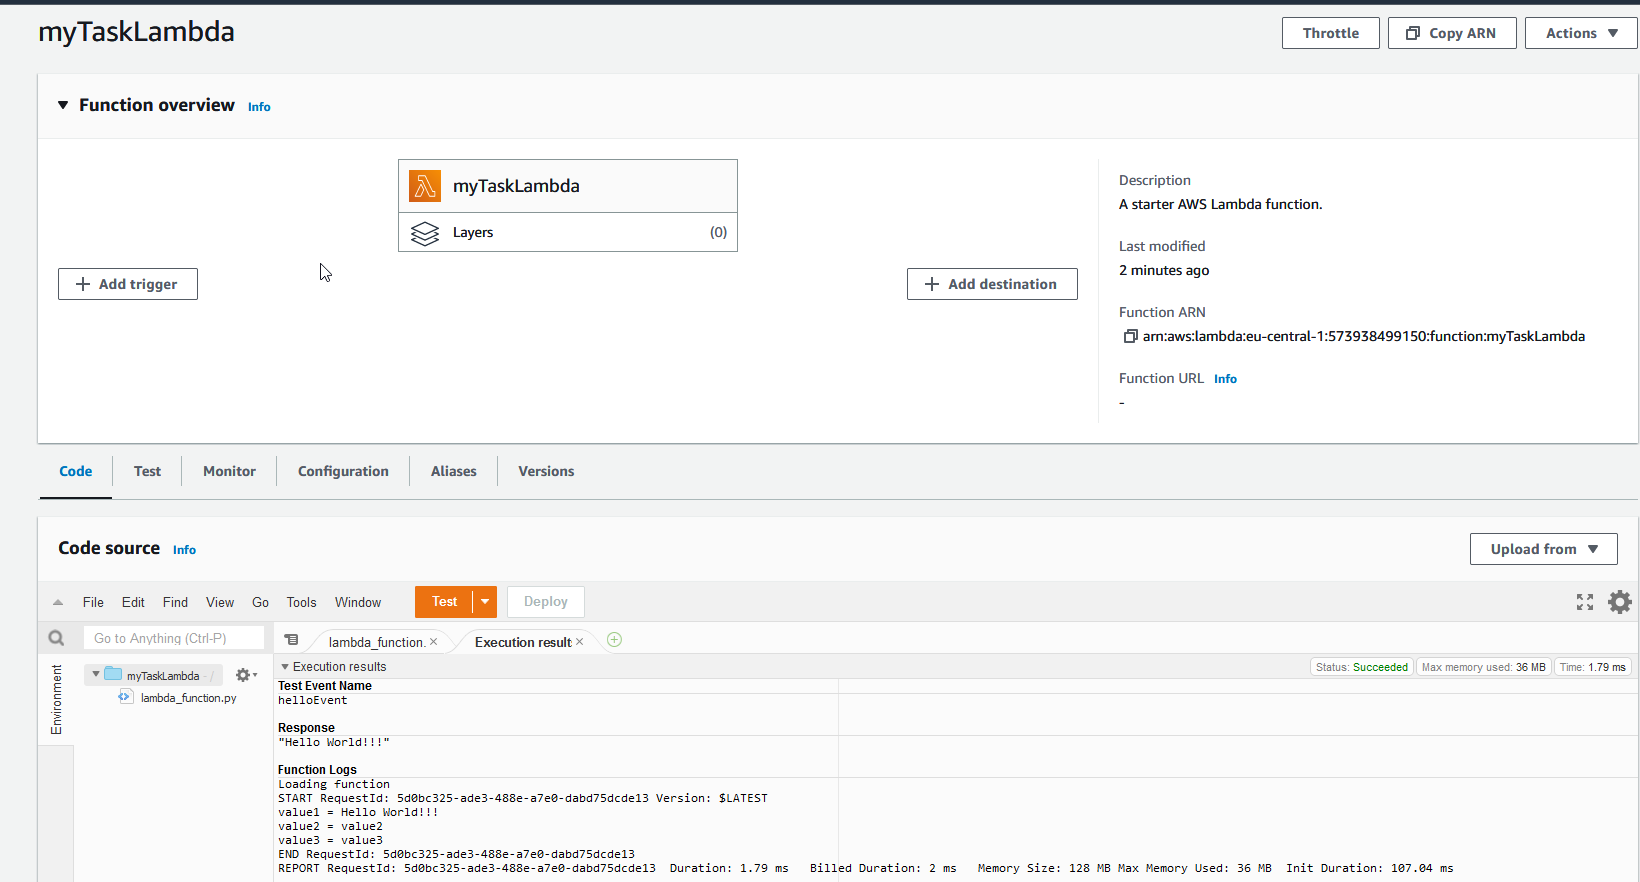 myTaskLambda
Throttle
Copy ARN
Actions
Function overview Info
myTaskLambda
Layers (0)
Add trigger
Add destination
Description
A starter AWS Lambda function.
Last modified
2 minutes ago
Function ARN
arn:aws:lambda:eu-central-1:573938499150:function:myTaskLambda
Function URL Info
-
Code Test Monitor Configuration Aliases Versions
Code source Info
Upload from
File Edit Find View Go Tools Window Test Deploy
Go to Anything (Ctrl-P)
lambda_function. Execution result
Environment
myTaskLambda - /
lambda_function.py
Execution results
Status: Succeeded Max memory used: 36 MB Time: 1.79 ms
Test Event Name
helloEvent
Response
"Hello World!!!"
Function Logs
Loading function
START RequestId: 5d0bc325-ade3-488e-a7e0-dabd75dcde13 Version: $LATEST
value1 = Hello World!!!
value2 = value2
value3 = value3
END RequestId: 5d0bc325-ade3-488e-a7e0-dabd75dcde13
REPORT RequestId: 5d0bc325-ade3-488e-a7e0-dabd75dcde13 Duration: 1.79 ms Billed Duration: 2 ms Memory Size: 128 MB Max Memory Used: 36 MB Init Duration: 107.04 ms